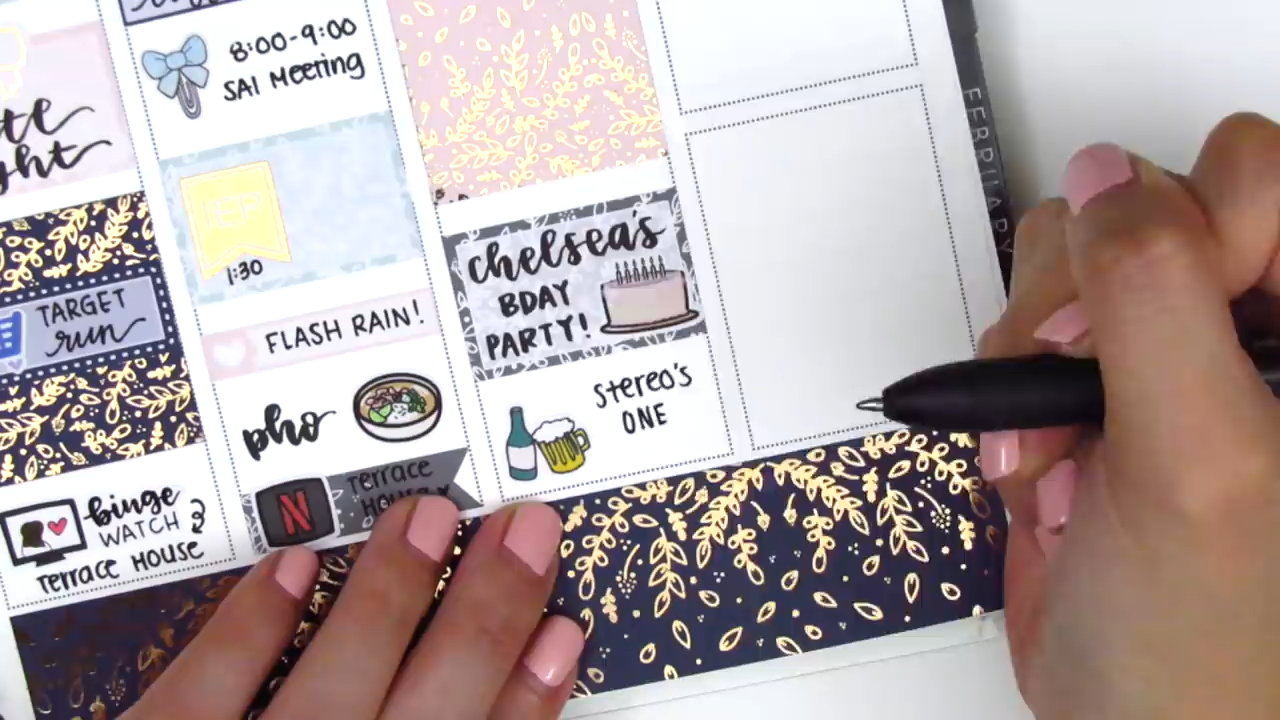 8:00-9:00
SAI Meeting
IEP
1:30
TARGET
run
FLASH RAIN!
pho
N
Terrace
House
binge
WATCH
Terrace House
chelsea's
BDAY
PARTY!
Stereo's
ONE
FEBRUARY